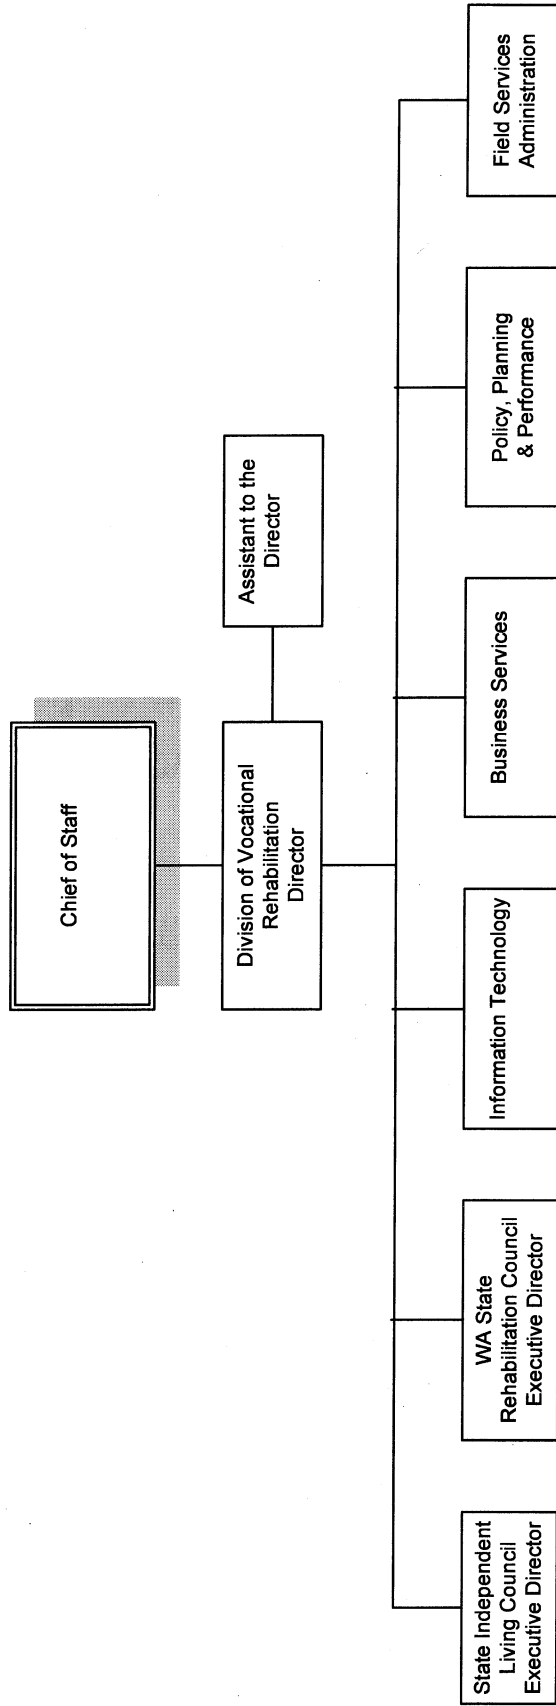 Chief of Staff
Division of Vocational
Rehabilitation
Director
Assistant to the
Director
State Independent
Living Council
Executive Director
WA State
Rehabilitation Council
Executive Director
Information Technology
Business Services
Policy, Planning
& Performance
Field Services
Administration